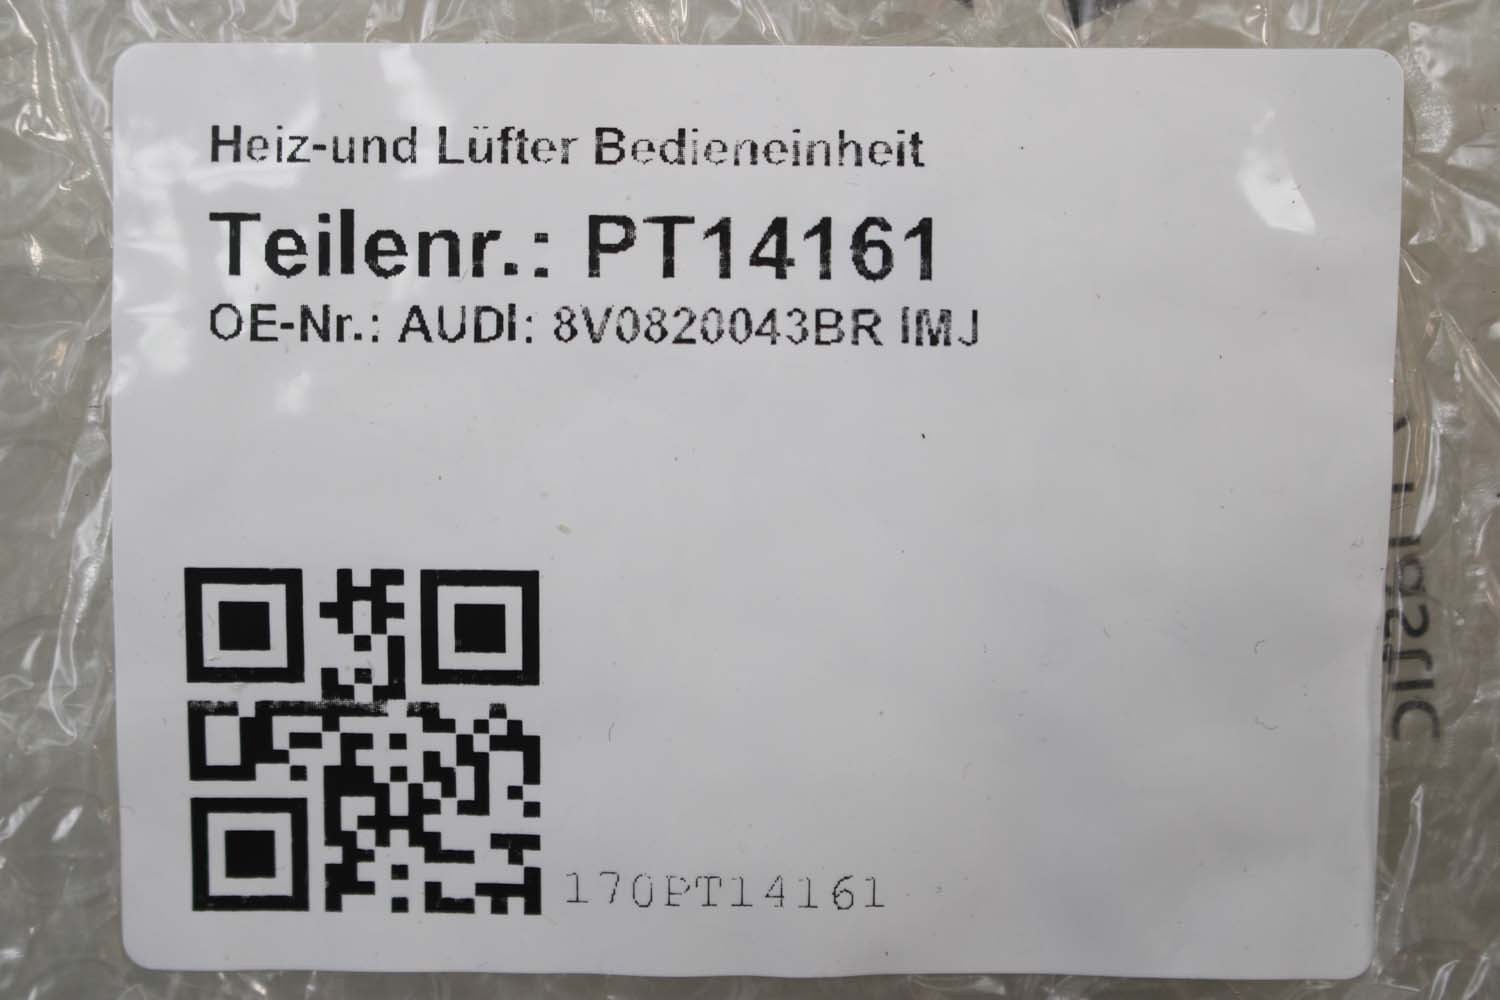 Heiz-und Lüfter Bedieneinheit
Teilenr.: PT14161
OE-Nr.: AUDI: 8V0820043BR IMJ
170PT14161